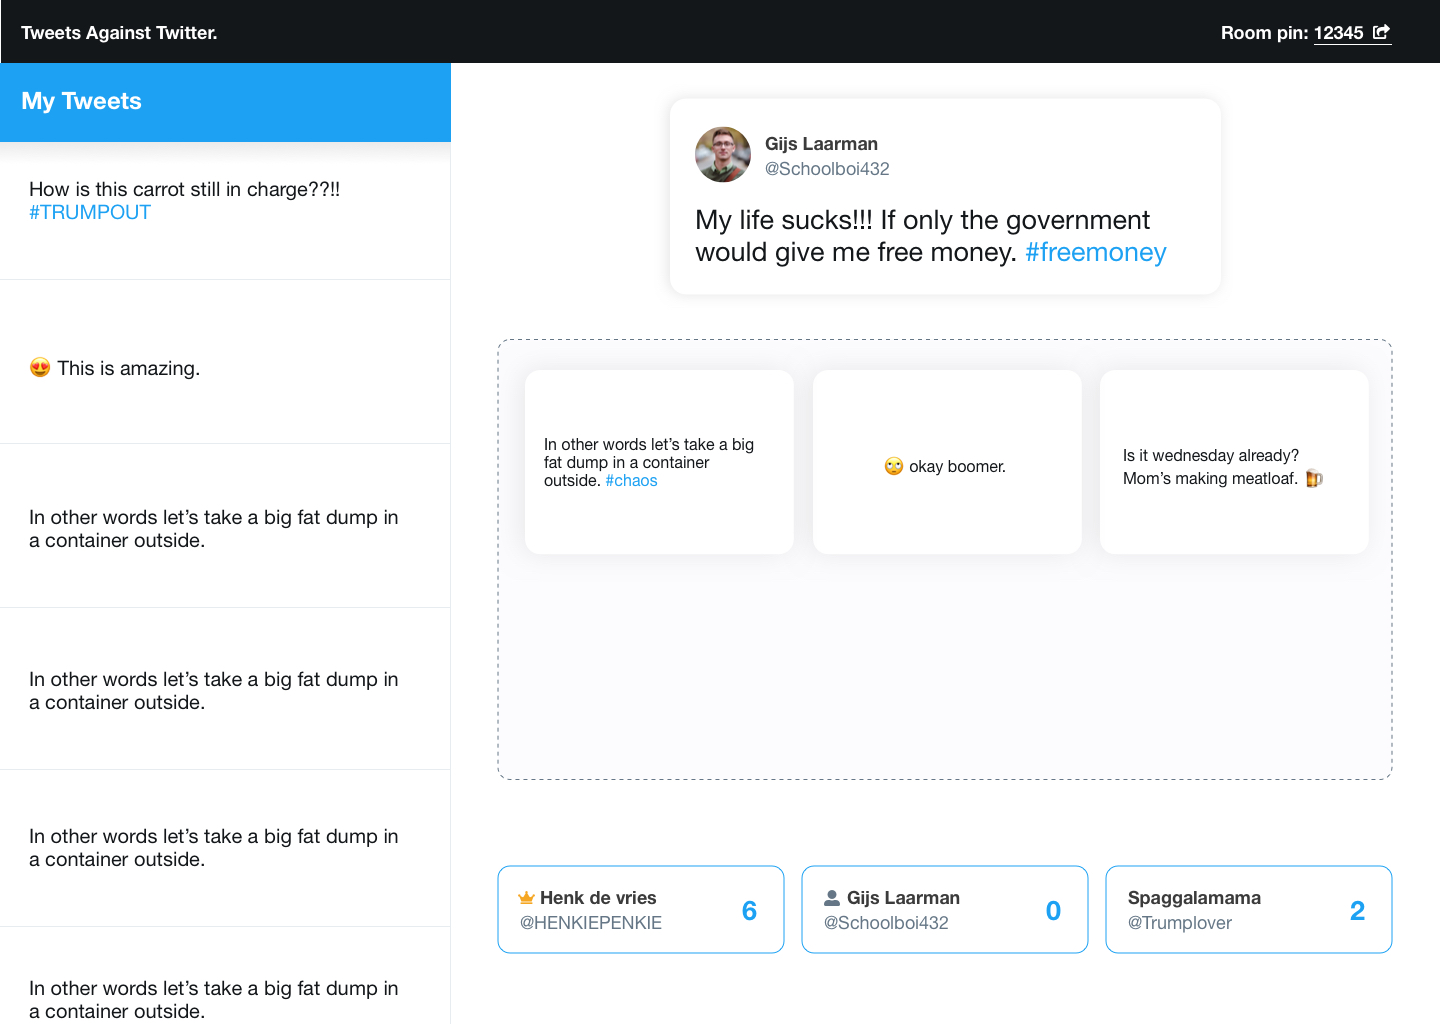 Tweets Against Twitter.
Room pin: 12345
My Tweets
How is this carrot still in charge??!!
#TRUMPOUT
😍 This is amazing.
In other words let’s take a big fat dump in
a container outside.
In other words let’s take a big fat dump in
a container outside.
In other words let’s take a big fat dump in
a container outside.
In other words let’s take a big fat dump in
a container outside.
Gijs Laarman
@Schoolboi432
My life sucks!!! If only the government
would give me free money. #freemoney
In other words let’s take a big
fat dump in a container
outside. #chaos
🙄 okay boomer.
Is it wednesday already?
Mom’s making meatloaf. 🍺
Henk de vries
@HENKIEPENKIE
6
Gijs Laarman
@Schoolboi432
0
Spaggalamama
@Trumplover
2